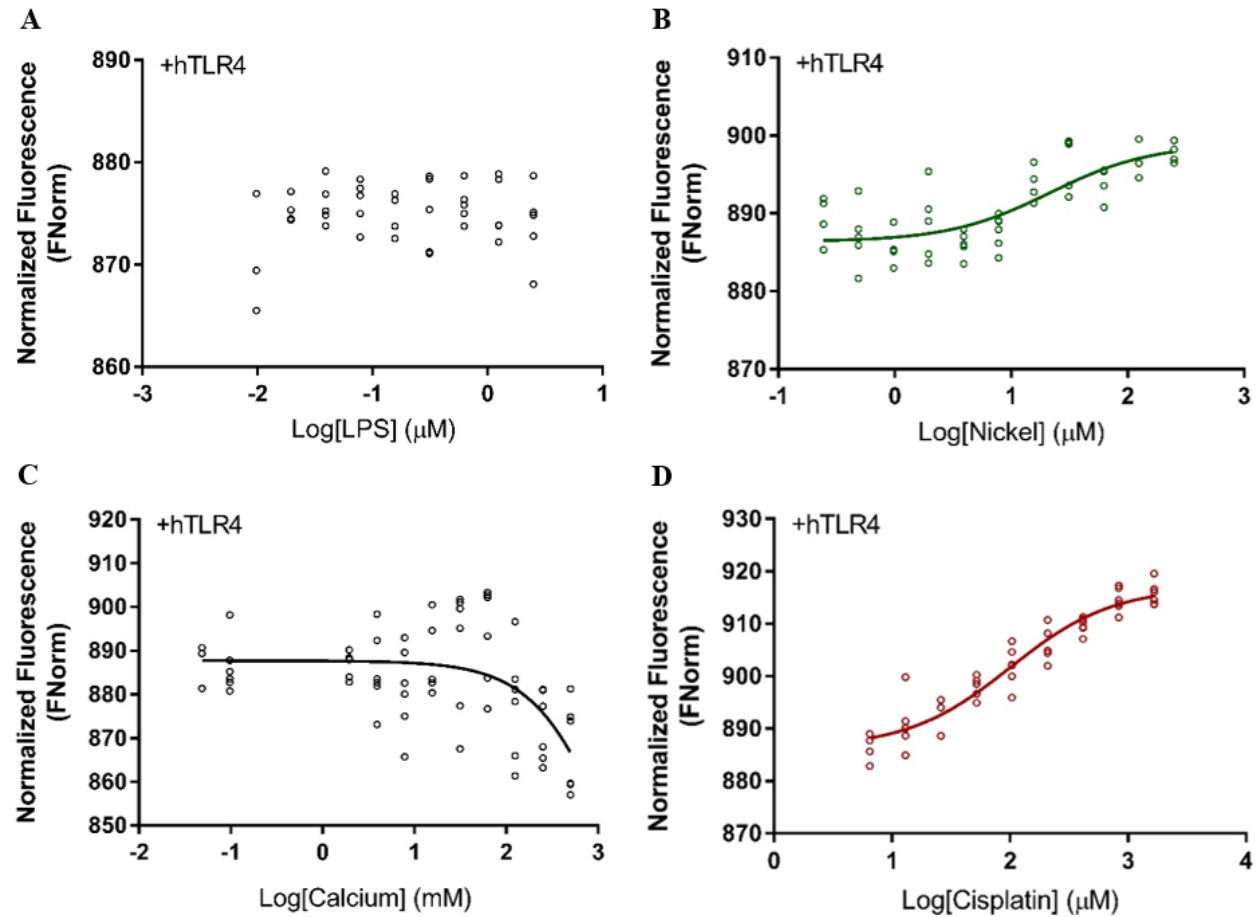 A
+hTLR4
Normalized Fluorescence
(FNorm)
890
880
870
860
-3
-2
-1
0
1
Log[LPS] (μM)
B
+hTLR4
Normalized Fluorescence
(FNorm)
910
900
890
880
870
-1
0
1
2
3
Log[Nickel] (μM)
C
+hTLR4
Normalized Fluorescence
(FNorm)
920
910
900
890
880
870
860
850
-2
-1
0
1
2
3
Log[Calcium] (mM)
D
+hTLR4
Normalized Fluorescence
(FNorm)
930
920
910
900
890
880
870
0
1
2
3
4
Log[Cisplatin] (μM)